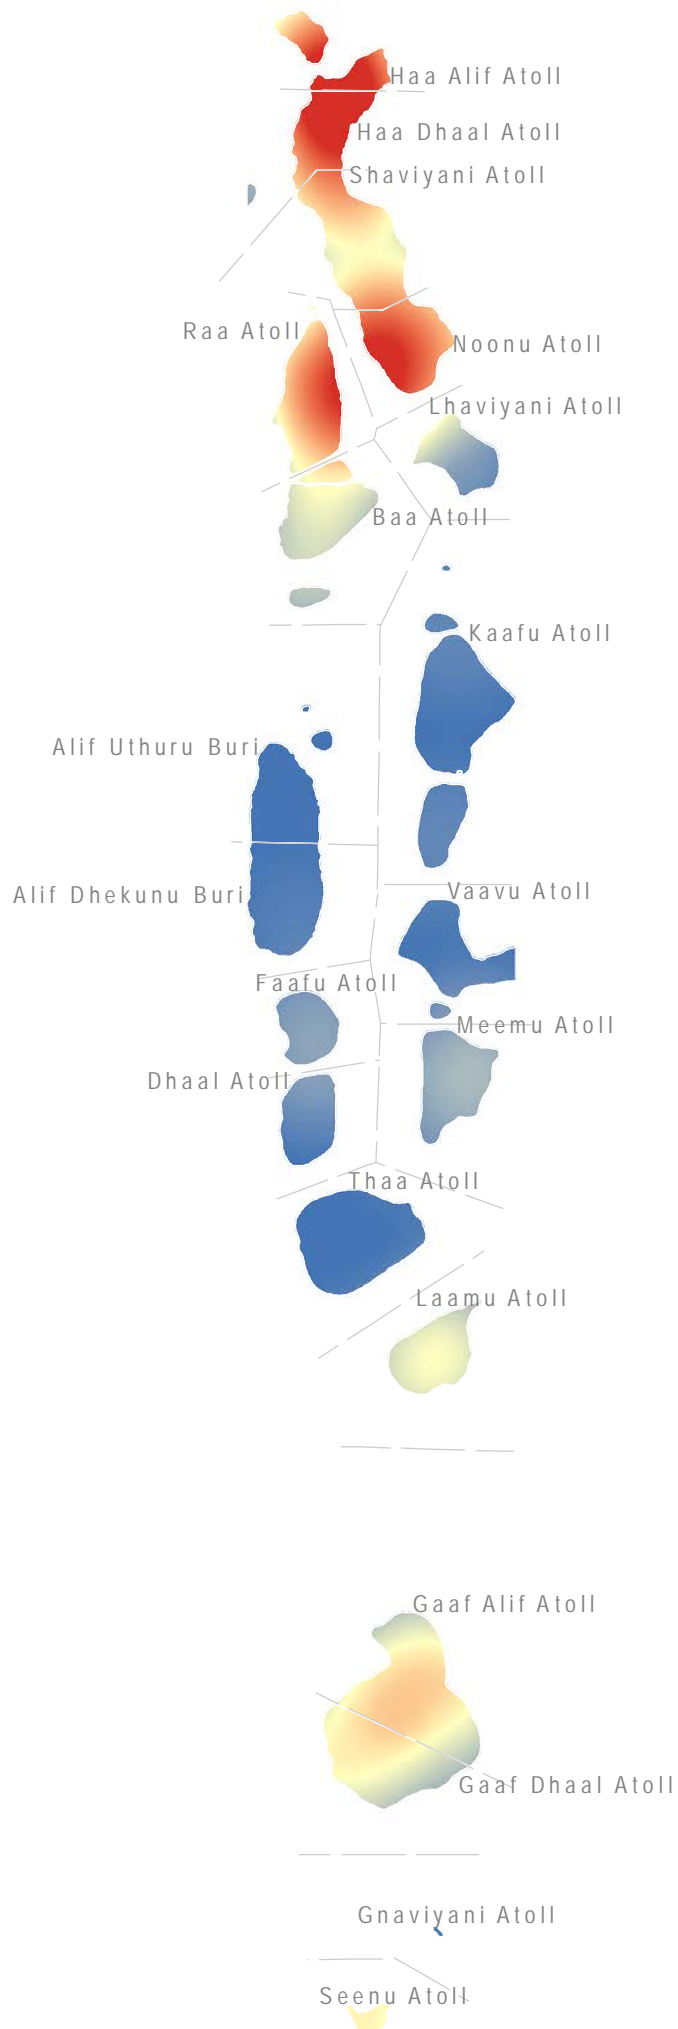 Haa Alif Atoll
Haa Dhaal Atoll
Shaviyani Atoll
Raa Atoll
Noonu Atoll
Lhaviyani Atoll
Baa Atoll
Kaafu Atoll
Alif Uthuru Buri
Vaavu Atoll
Alif Dhekunu Buri
Faafu Atoll
Meemu Atoll
Dhaal Atoll
Thaa Atoll
Laamu Atoll
Gaaf Alif Atoll
Gaaf Dhaal Atoll
Gnaviyani Atoll
Seenu Atoll